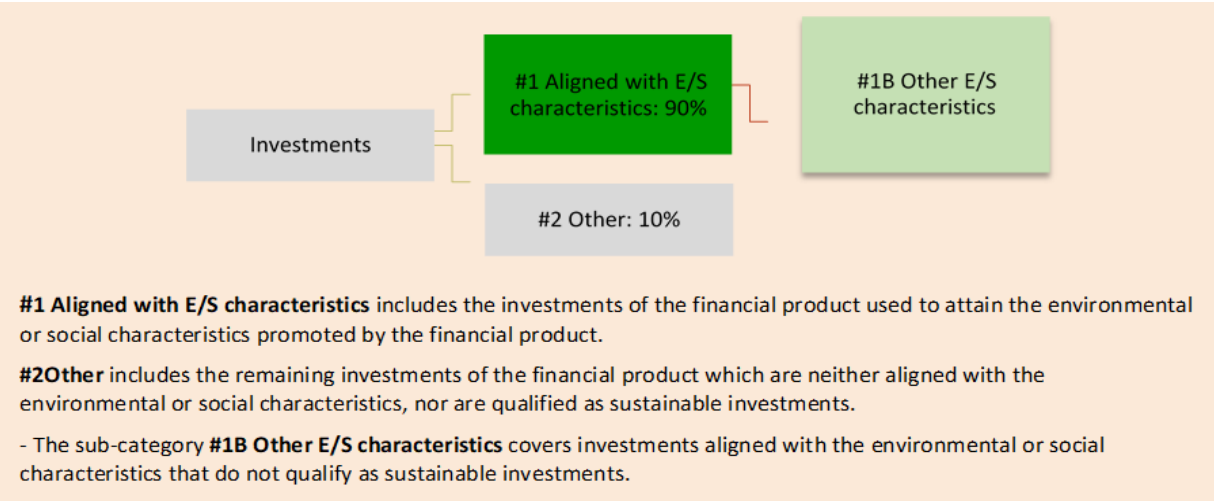 #1 Aligned with E/S
characteristics: 90%
#1B Other E/S
characteristics
Investments
#2 Other: 10%
#1 Aligned with E/S characteristics includes the investments of the financial product used to attain the environmental
or social characteristics promoted by the financial product.
#2Other includes the remaining investments of the financial product which are neither aligned with the
environmental or social characteristics, nor are qualified as sustainable investments.
- The sub-category #1B Other E/S characteristics covers investments aligned with the environmental or social
characteristics that do not qualify as sustainable investments.